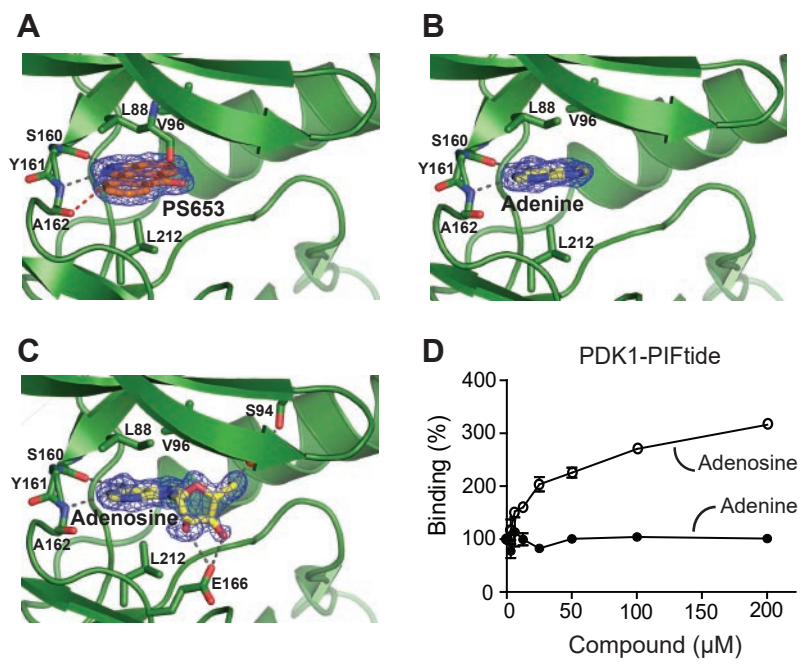 A
L88
V96
S160
Y161
PS653
A162
L212
B
L88
V96
S160
Y161
Adenine
A162
L212
C
S94
L88
V96
S160
Y161
Adenosine
A162
L212
E166
D
PDK1-PIFtide
400
300
200
100
0
Binding (%)
Adenosine
Adenine
0 50 100 150 200
Compound (µM)